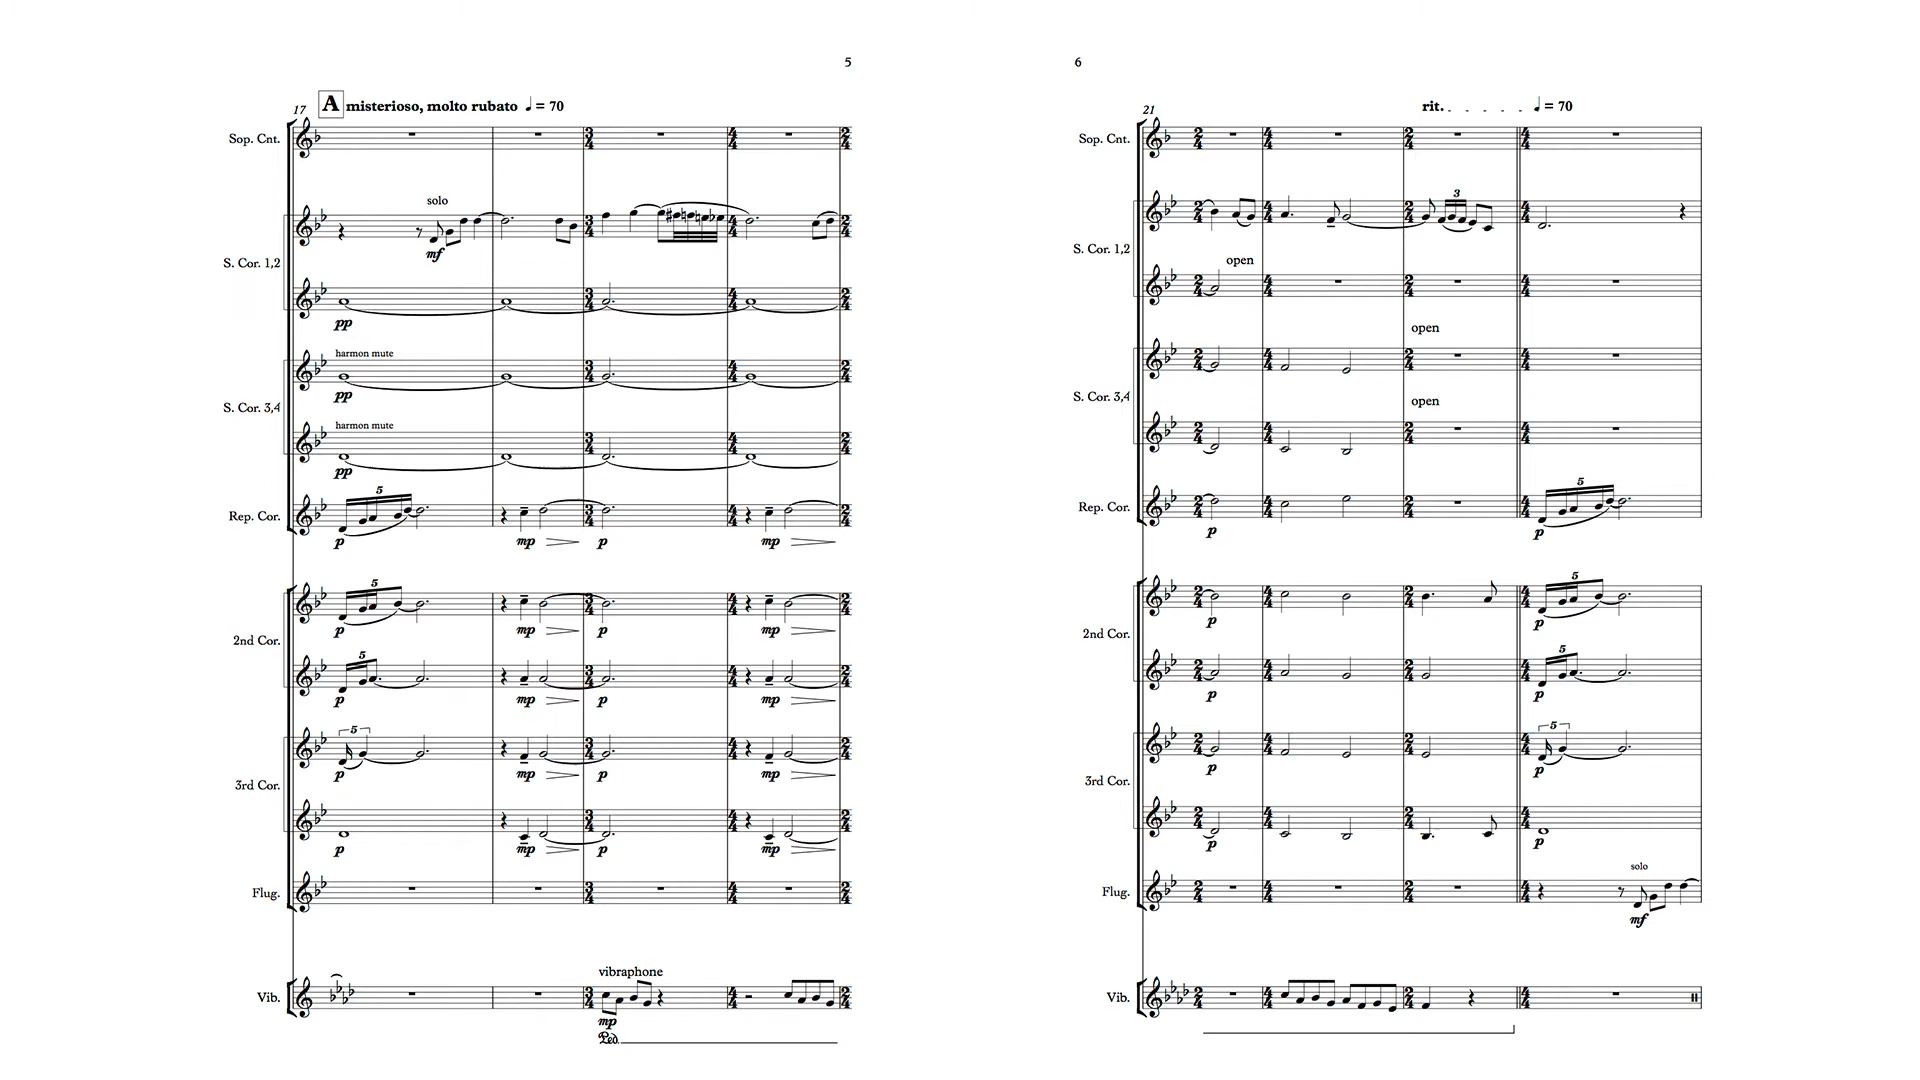 5
17 A misterioso, molto rubato ♩ = 70
Sop. Cnt.
solo
mf
S. Cor. 1,2
pp
harmon mute
pp
S. Cor. 3,4
harmon mute
pp
5
Rep. Cor.
p mp p mp
5
p mp p mp
2nd Cor.
5
p mp p mp
5
p mp p mp
3rd Cor.
p mp p mp
Flug.
vibraphone
Vib.
mp
Ped.
6
21 rit. ♩ = 70
Sop. Cnt.
3
S. Cor. 1,2
open
open
S. Cor. 3,4
open
5
Rep. Cor.
p p
5
p p
2nd Cor.
5
p p
5
p p
3rd Cor.
p p
solo
Flug.
mf
Vib.